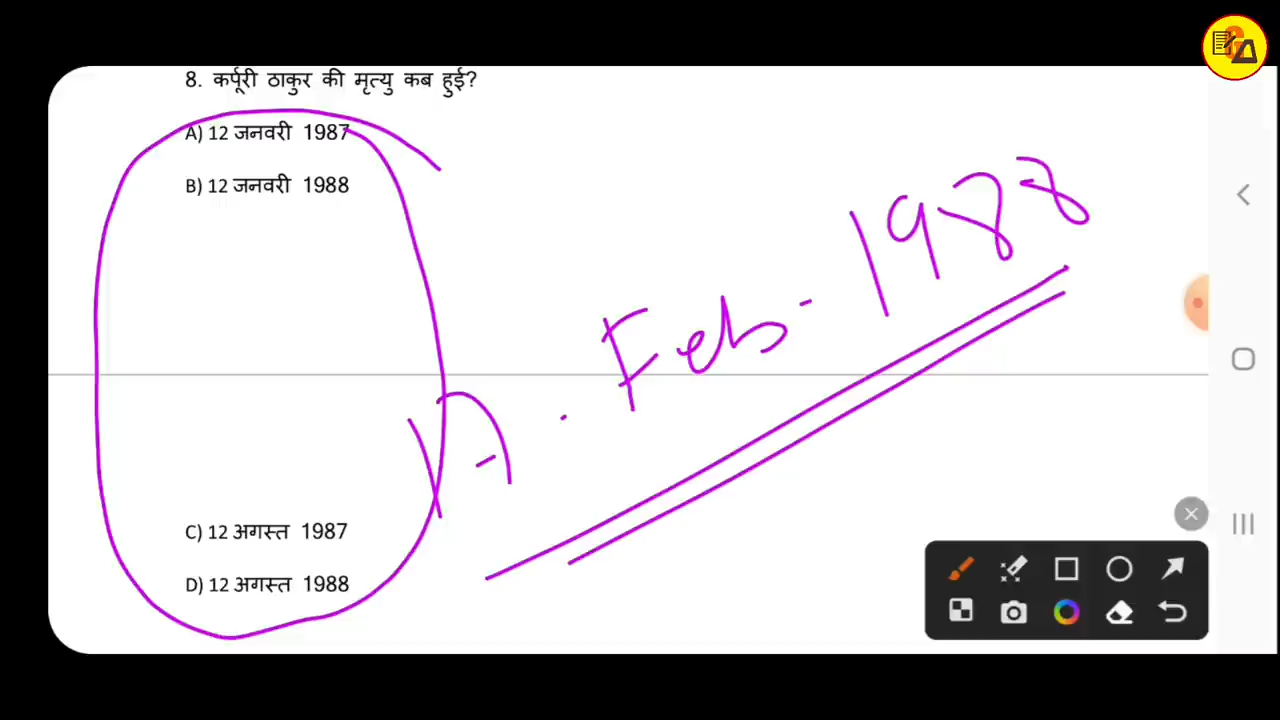 8. कर्पूरी ठाकुर की मृत्यु कब हुई?
A) 12 जनवरी 1987
B) 12 जनवरी 1988
17. Feb - 1988
C) 12 अगस्त 1987
D) 12 अगस्त 1988